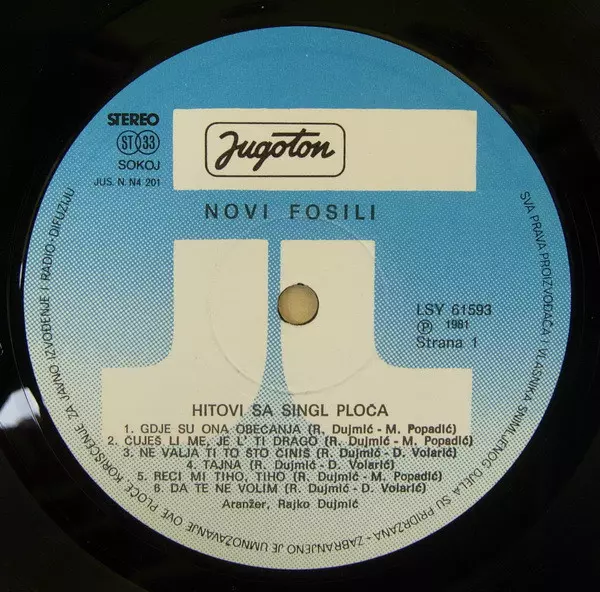 STEREO
ST 33
SOKOJ
JUS. N. N4 201
Jugoton
NOVI FOSILI
LSY 61593
℗ 1981
Strana 1
HITOVI SA SINGL PLOČA
1. GDJE SU ONA OBEĆANJA (R. Dujmić - M. Popadić)
2. ČUJEŠ LI ME, JE L' TI DRAGO (R. Dujmić - M. Popadić)
3. NE VALJA TI TO ŠTO ČINIŠ (R. Dujmić - D. Volarić)
4. TAJNA (R. Dujmić - D. Volarić)
5. RECI MI TIHO, TIHO (R. Dujmić - M. Popadić)
6. DA TE NE VOLIM (R. Dujmić - D. Volarić)
Aranžer, Rajko Dujmić
SVA PRAVA PROIZVOĐAČA I VLASNIKA SNIMLJENOG DJELA SU PRIDRŽANA - ZABRANJENO JE UMNOŽAVANJE OVE PLOČE, KORIŠĆENJE ZA JAVNO IZVOĐENJE I RADIO-DIFUZIJU